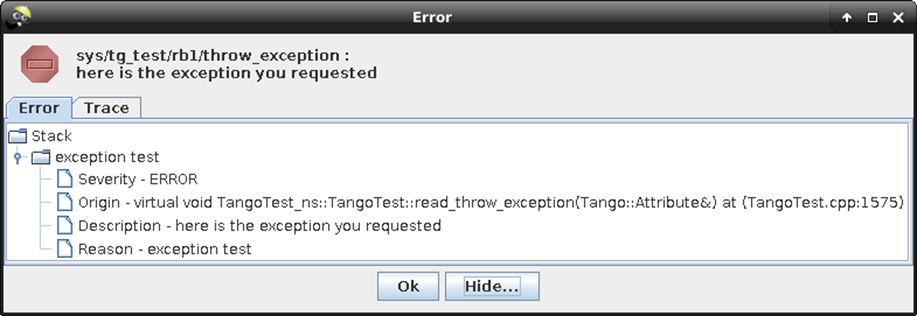 Error
sys/tg_test/rb1/throw_exception :
here is the exception you requested
Error Trace
Stack
exception test
Severity - ERROR
Origin - virtual void TangoTest_ns::TangoTest::read_throw_exception(Tango::Attribute&) at (TangoTest.cpp:1575)
Description - here is the exception you requested
Reason - exception test
Ok Hide...